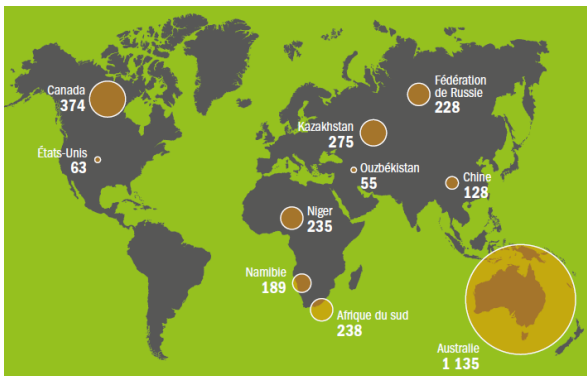 Canada
374
États-Unis
63
Fédération
de Russie
228
Kazakhstan
275
Ouzbékistan
55
Chine
128
Niger
235
Namibie
189
Afrique du sud
238
Australie
1 135